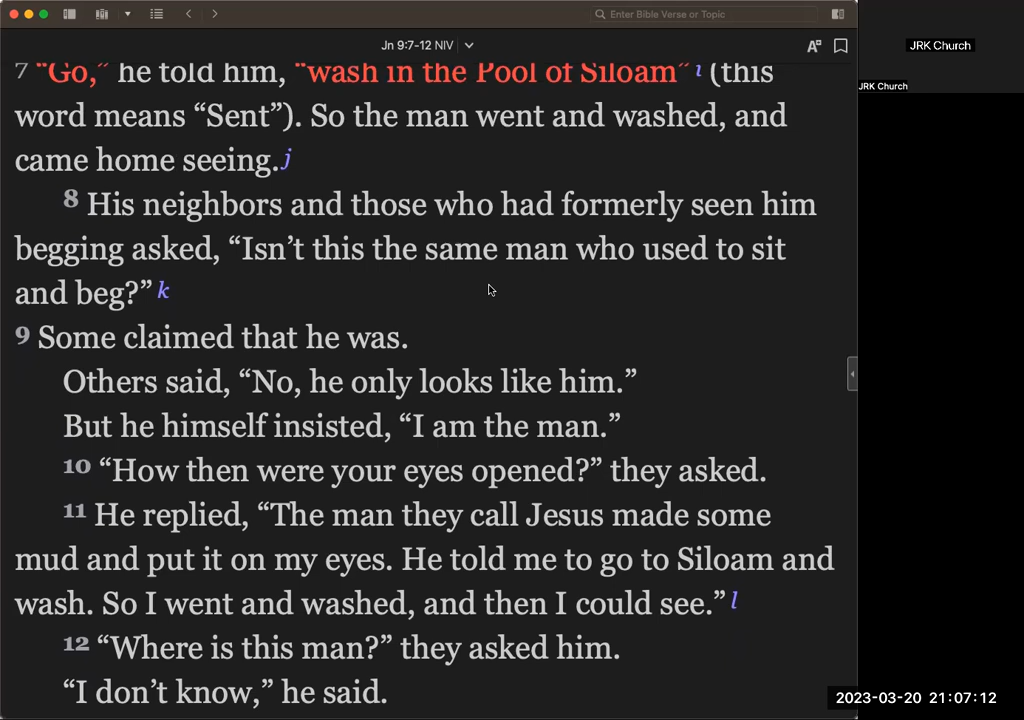 Enter Bible Verse or Topic
Jn 9:7-12 NIV
7 “Go,” he told him, “wash in the Pool of Siloam” i (this
word means “Sent”). So the man went and washed, and
came home seeing. j
8 His neighbors and those who had formerly seen him
begging asked, “Isn’t this the same man who used to sit
and beg?” k
9 Some claimed that he was.
Others said, “No, he only looks like him.”
But he himself insisted, “I am the man.”
10 “How then were your eyes opened?” they asked.
11 He replied, “The man they call Jesus made some
mud and put it on my eyes. He told me to go to Siloam and
wash. So I went and washed, and then I could see.” l
12 “Where is this man?” they asked him.
“I don’t know,” he said.
JRK Church
JRK Church
2023-03-20 21:07:12